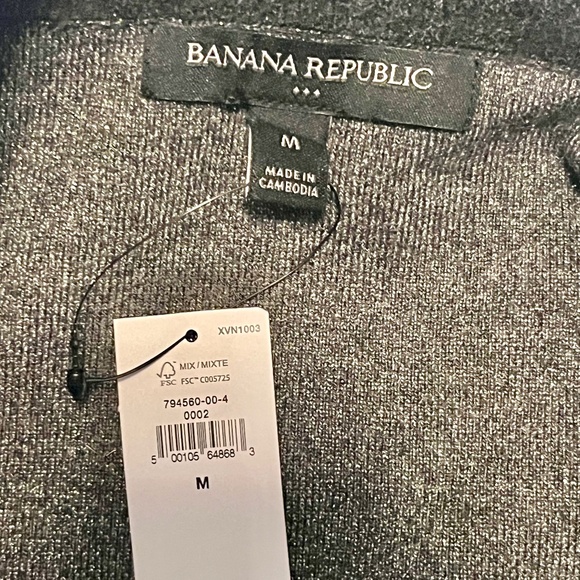 BANANA REPUBLIC
M
MADE IN
CAMBODIA
XVN1003
MIX / MIXTE
FSC FSC™ C005725
794560-00-4
0002
5 00105 64868 3
M